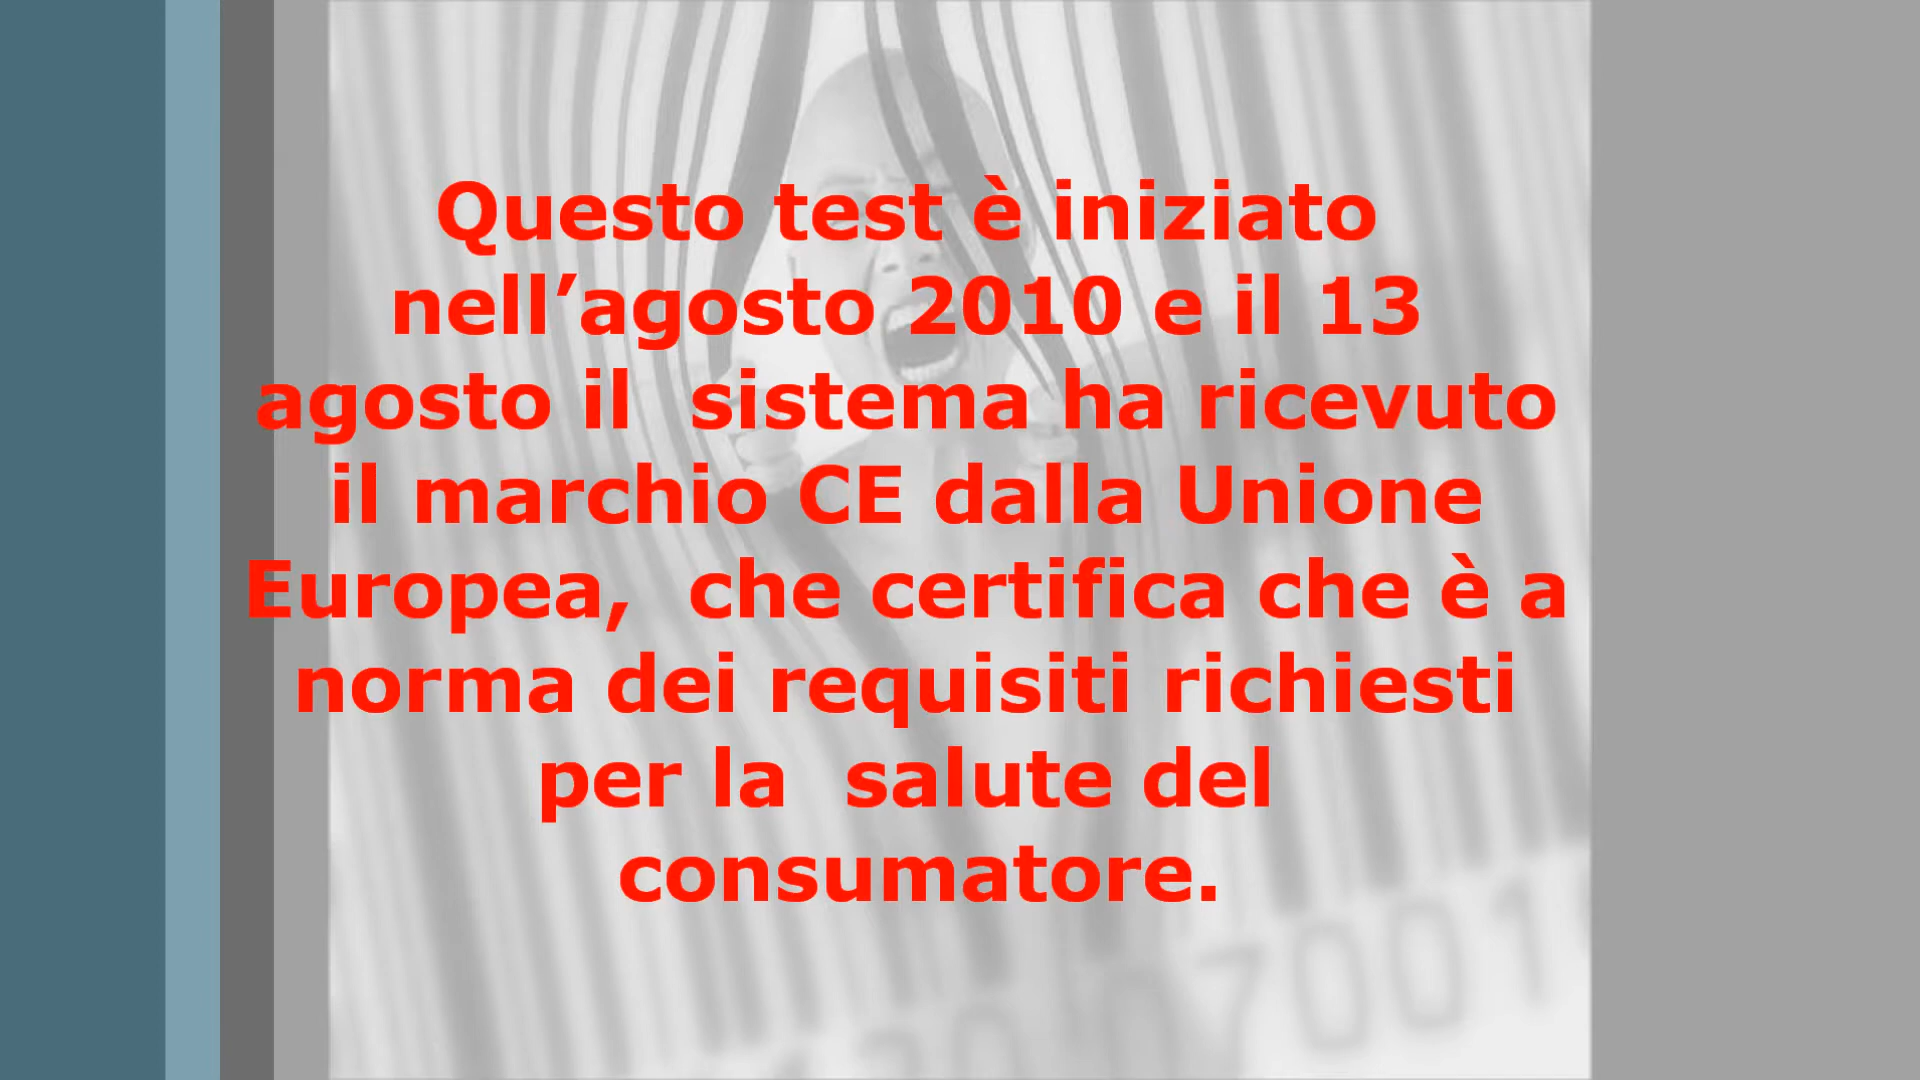 Questo test è iniziato
nell’agosto 2010 e il 13
agosto il sistema ha ricevuto
il marchio CE dalla Unione
Europea, che certifica che è a
norma dei requisiti richiesti
per la salute del
consumatore.